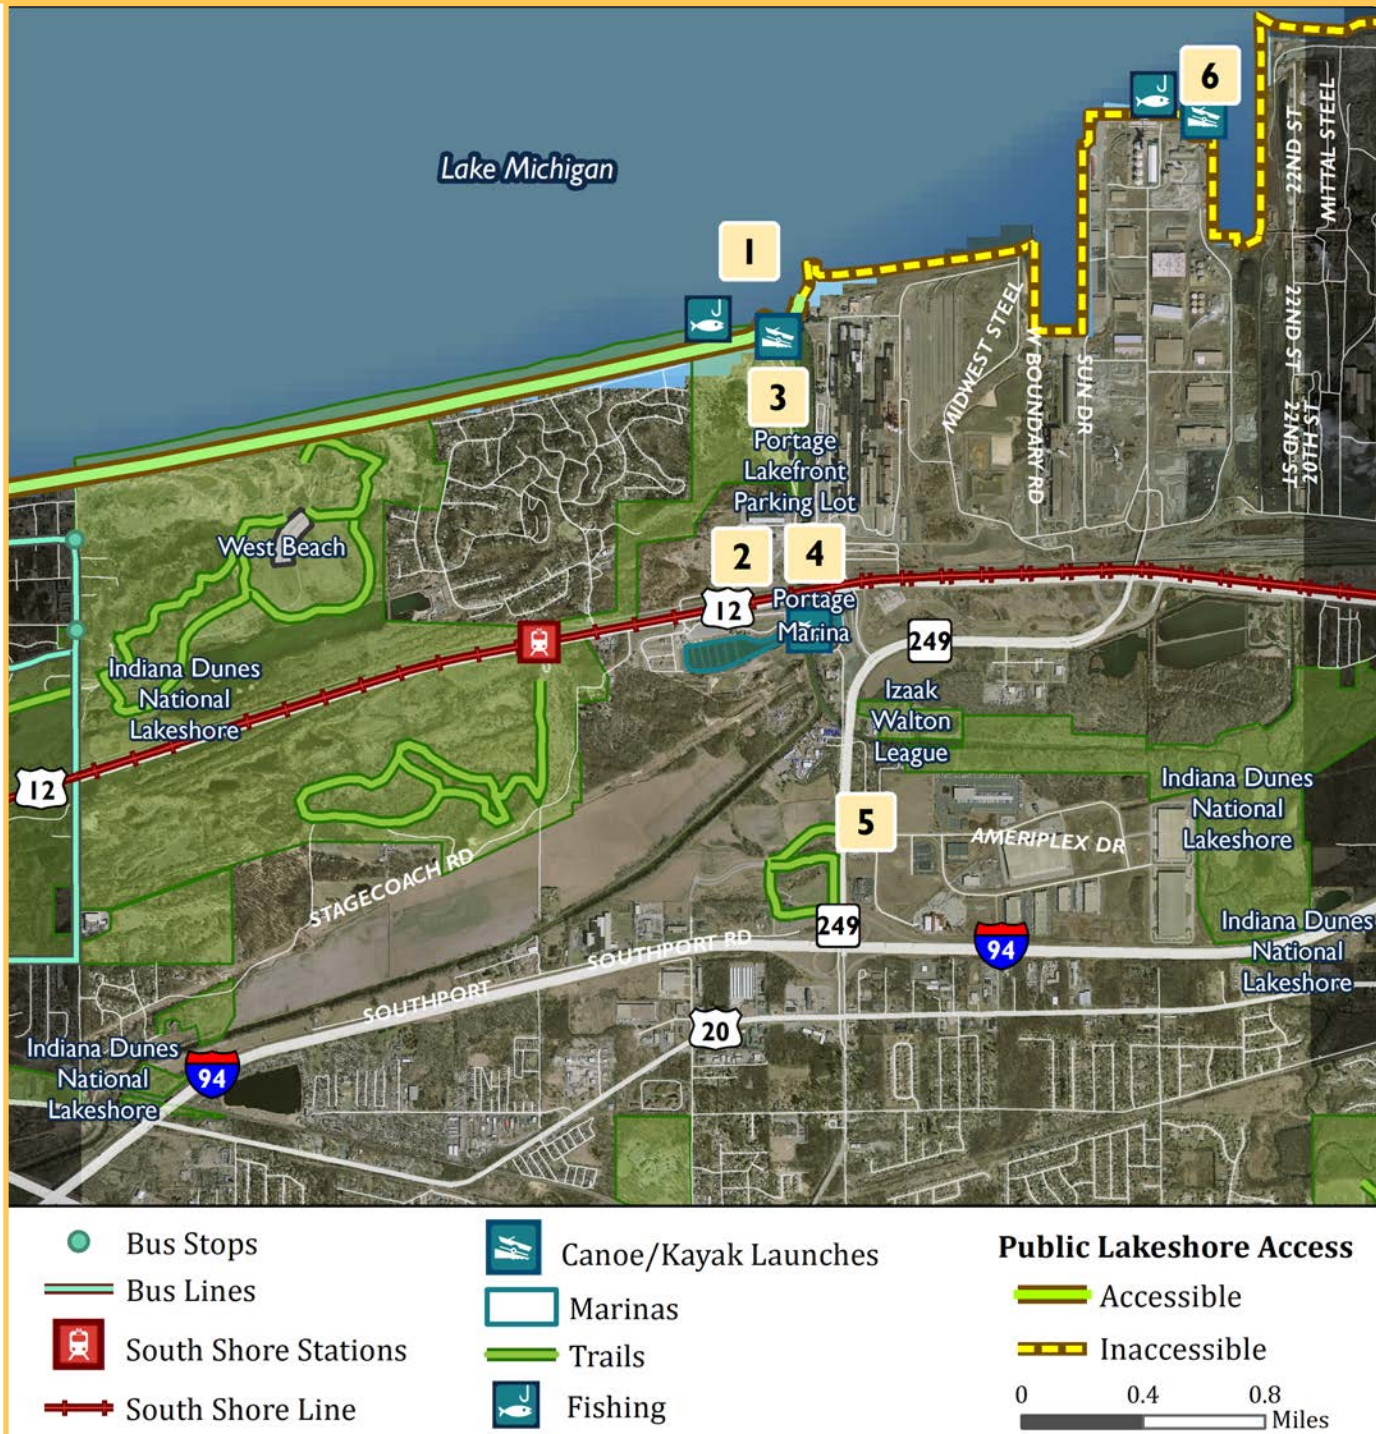 6
22ND ST
MITTAL STEEL
Lake Michigan
1
MIDWEST STEEL
W BOUNDARY RD
SUN DR
22ND ST
22ND ST
20TH ST
3
Portage
Lakefront
Parking Lot
West Beach
2
4
12
Portage
Marina
249
Indiana Dunes
National
Lakeshore
Izaak
Walton
League
12
Indiana Dunes
National
Lakeshore
5
AMERIPLEX DR
STAGECOACH RD
249
94
SOUTHPORT RD
Indiana Dunes
National
Lakeshore
SOUTHPORT
20
Indiana Dunes
National
Lakeshore
94
Bus Stops
Bus Lines
South Shore Stations
South Shore Line
Canoe/Kayak Launches
Marinas
Trails
Fishing
Public Lakeshore Access
Accessible
Inaccessible
0 0.4 0.8
Miles